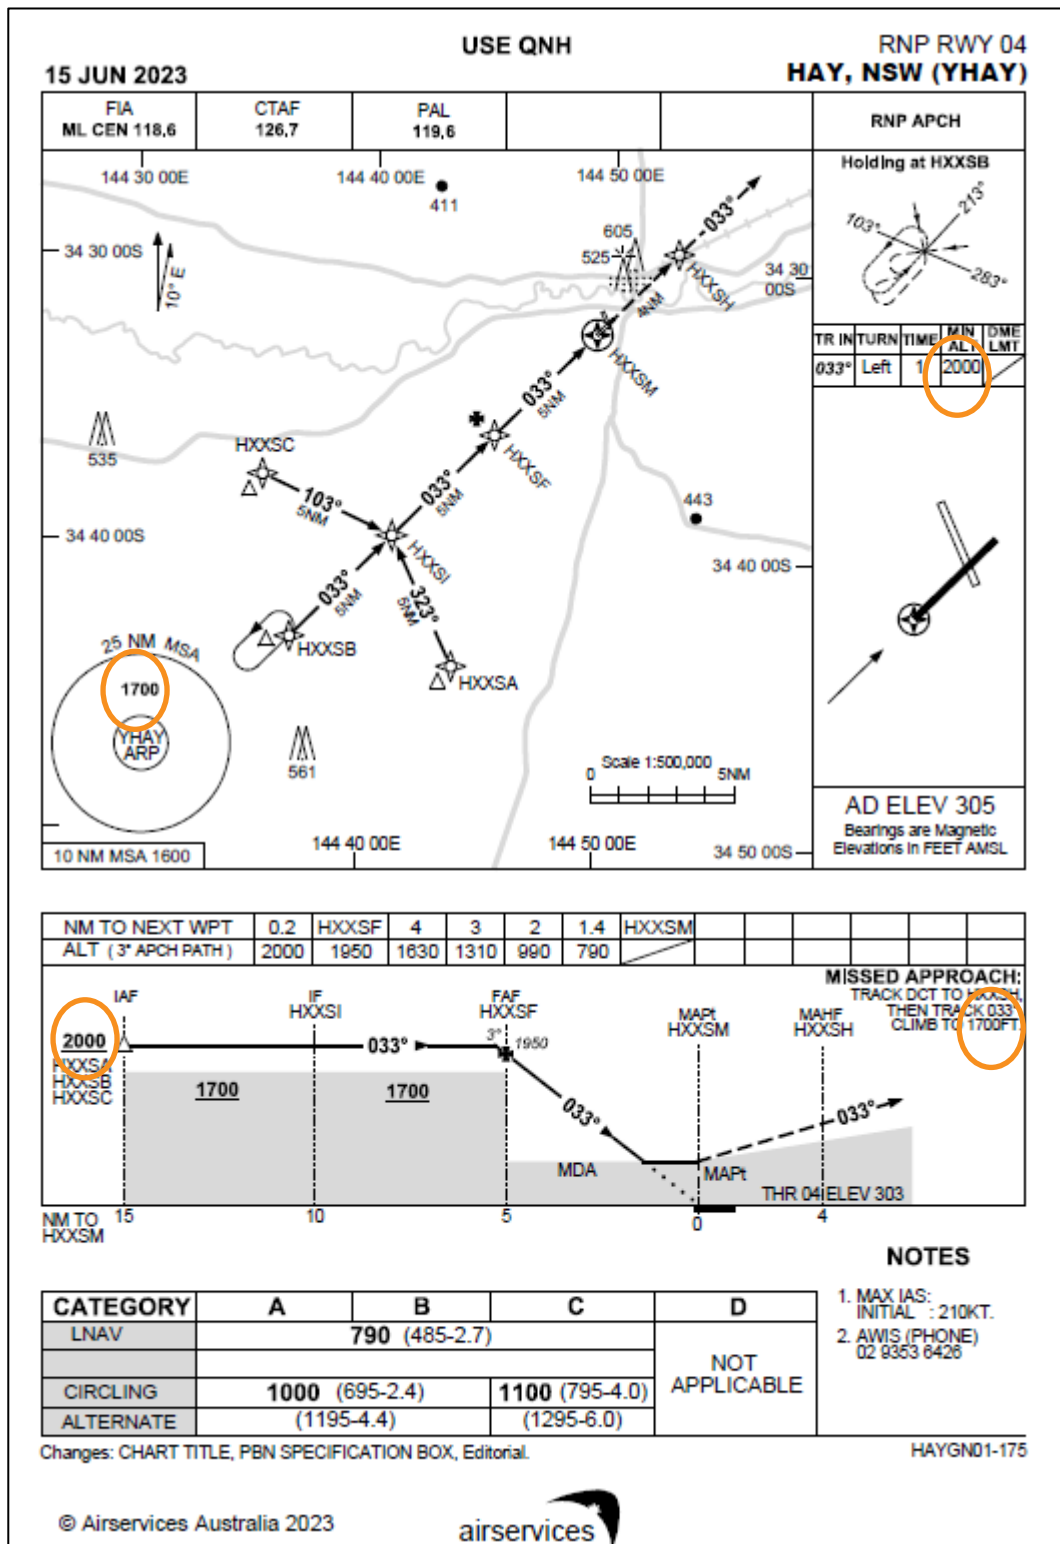 USE QNH
RNP RWY 04
15 JUN 2023
HAY, NSW (YHAY)
FIA
ML CEN 118.6
CTAF
126.7
PAL
119.6
RNP APCH
144 30 00E
144 40 00E
144 50 00E
411
033°
605
525
34 30 00S
10° E
HXXSH
34 30
00S
4NM
HXXSM
033°
5NM
535
HXXSC
HXXSF
103°
5NM
033°
5NM
443
34 40 00S
HXXSI
34 40 00S
033°
5NM
323°
5NM
HXXSB
HXXSA
25 NM MSA
1700
YHAY
ARP
561
Scale 1:500,000
0
5NM
10 NM MSA 1600
144 40 00E
144 50 00E
34 50 00S
Holding at HXXSB
213°
103°
283°
TR IN TURN TIME MIN ALT DME LMT
033° Left 1 2000
AD ELEV 305
Bearings are Magnetic
Elevations in FEET AMSL
NM TO NEXT WPT 0.2 HXXSF 4 3 2 1.4 HXXSM
ALT ( 3° APCH PATH ) 2000 1950 1630 1310 990 790
MISSED APPROACH:
TRACK DCT TO HXXSH,
THEN TRACK 033°
CLIMB TO 1700FT.
IAF
IF
HXXSI
FAF
HXXSF
MAPt
HXXSM
MAHF
HXXSH
2000
HXXSA
HXXSB
HXXSC
033°
3°
1950
1700
1700
033°
033°
MDA
MAPt
THR 04 ELEV 303
NM TO
HXXSM
15
10
5
0
4
NOTES
1. MAX IAS:
INITIAL : 210KT.
2. AWIS (PHONE)
02 9353 6426
CATEGORY A B C D
LNAV 790 (485-2.7)
NOT
APPLICABLE
CIRCLING 1000 (695-2.4) 1100 (795-4.0)
ALTERNATE (1195-4.4) (1295-6.0)
Changes: CHART TITLE, PBN SPECIFICATION BOX, Editorial.
HAYGN01-175
© Airservices Australia 2023
airservices